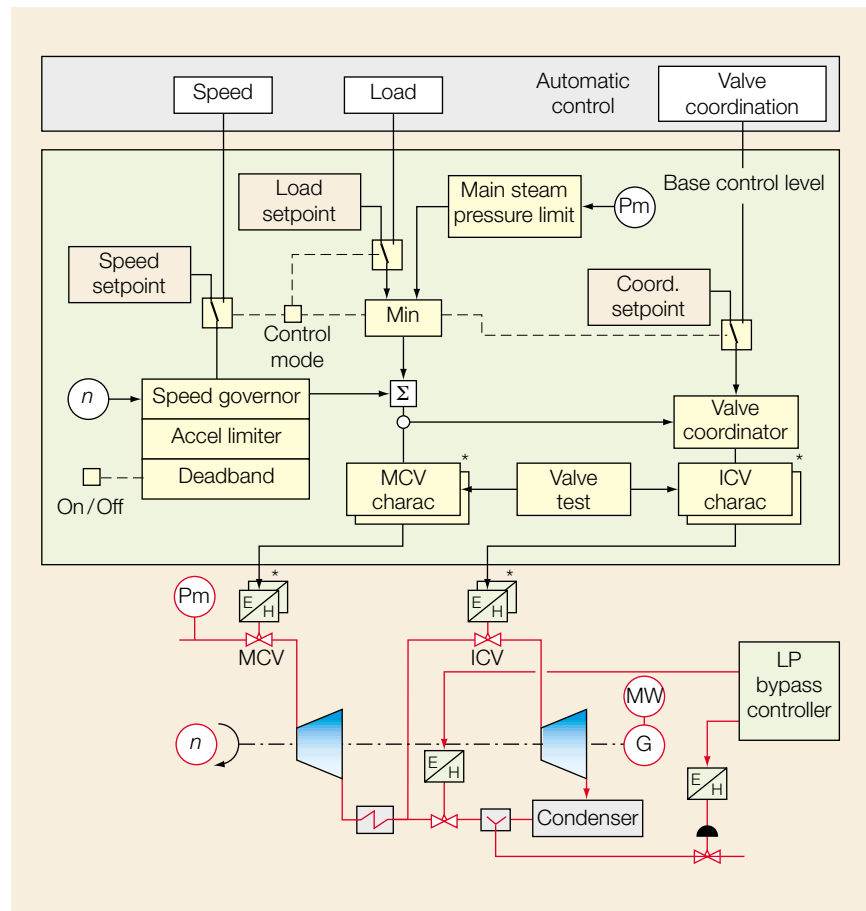 Speed
Load
Automatic
control
Valve
coordination
Base control level
Load
setpoint
Main steam
pressure limit
Pm
Speed
setpoint
Coord.
setpoint
Min
Control
mode
n
Speed governor
Σ
Valve
coordinator
Accel limiter
Deadband
On/Off
MCV
charac
*
Valve
test
ICV
charac
*
Pm
E
H
*
MCV
E
H
*
ICV
LP
bypass
controller
MW
n
G
E
H
E
H
Condenser